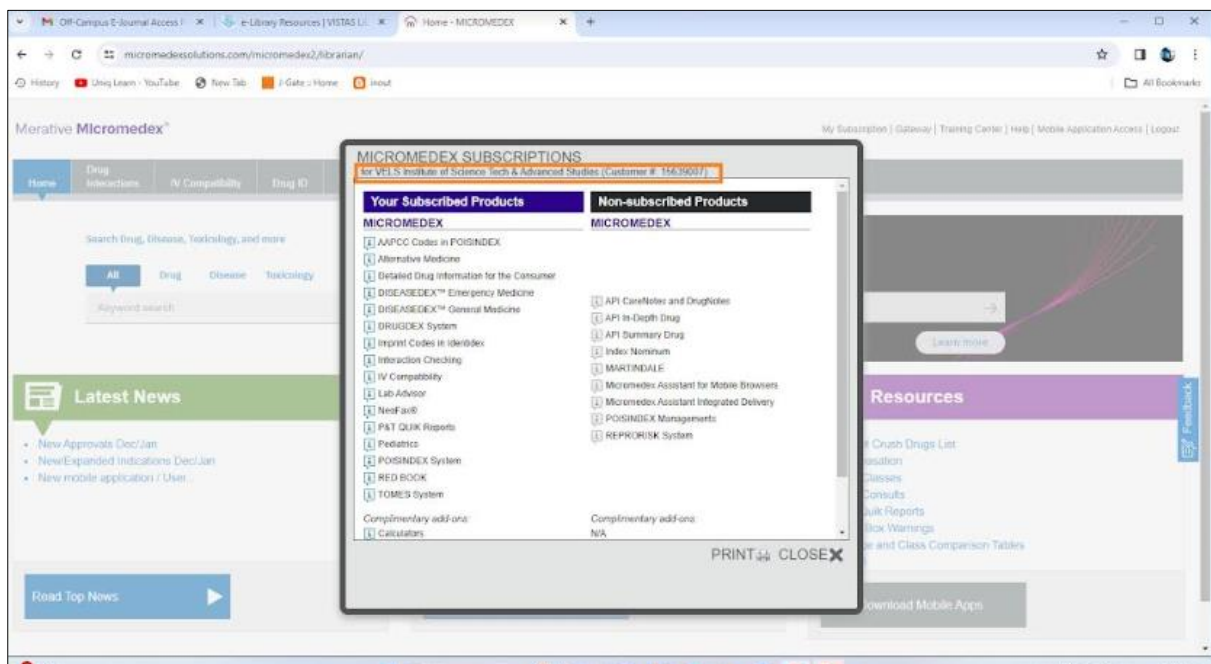 Off-Campus E-Journal Access
e-Library Resources | VISTAS Li
Home - MICROMEDEX
micromedexsolutions.com/micromedex2/librarian/
History
Uniq Learn - YouTube
New Tab
J-Gate :: Home
inout
All Bookmarks
Merative Micromedex®
My Subscription | Gateway | Training Center | Help | Mobile Application Access | Logout
Home
Drug Interactions
IV Compatibility
Drug ID
Search Drug, Disease, Toxicology, and more
All
Drug
Disease
Toxicology
Keyword search
Learn more
MICROMEDEX SUBSCRIPTIONS
for VELS Institute of Science Tech & Advanced Studies (Customer #: 15639007)
Your Subscribed Products
MICROMEDEX
AAPCC Codes in POISINDEX
Alternative Medicine
Detailed Drug Information for the Consumer
DISEASEDEX™ Emergency Medicine
DISEASEDEX™ General Medicine
DRUGDEX System
Imprint Codes in Identidex
Interaction Checking
IV Compatibility
Lab Advisor
NeoFax®
P&T QUIK Reports
Pediatrics
POISINDEX System
RED BOOK
TOMES System
Complimentary add-ons:
Calculators
Non-subscribed Products
MICROMEDEX
API CareNotes and DrugNotes
API In-Depth Drug
API Summary Drug
Index Nominum
MARTINDALE
Micromedex Assistant for Mobile Browsers
Micromedex Assistant Integrated Delivery
POISINDEX Managements
REPRORISK System
Complimentary add-ons:
N/A
PRINT CLOSE
Latest News
New Approvals Dec/Jan
New/Expanded Indications Dec/Jan
New mobile application / User
Read Top News
Resources
Crush Drugs List
Classes
Consults
Quik Reports
Box Warnings
and Class Comparison Tables
Download Mobile Apps
Feedback